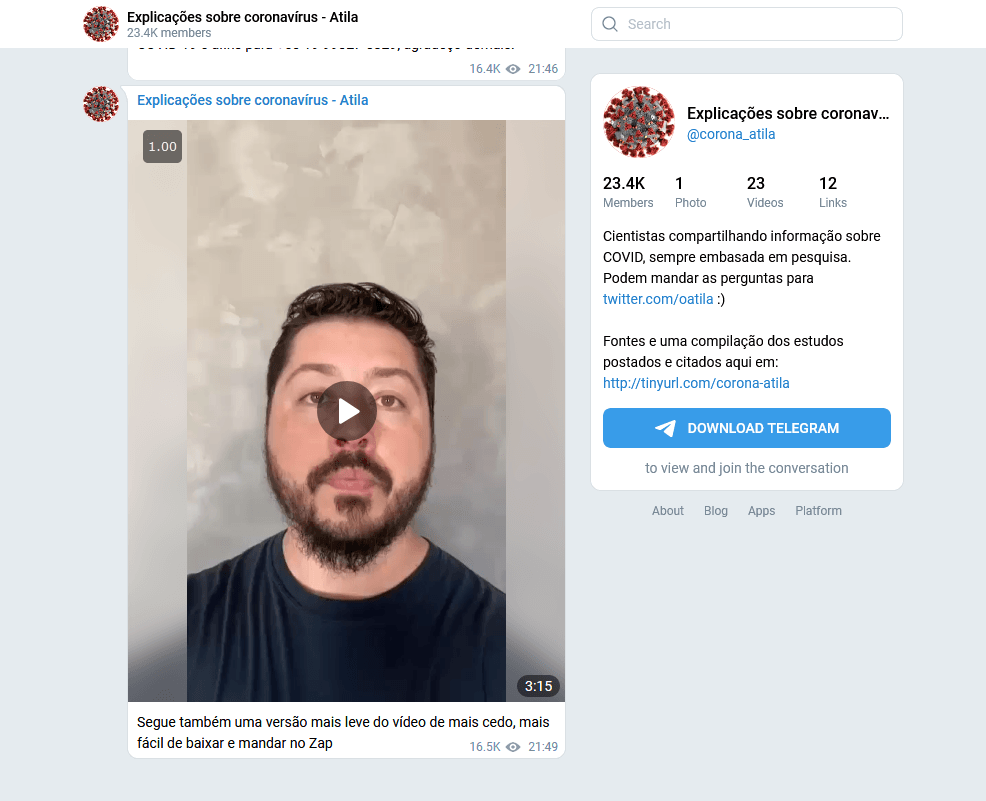 Explicações sobre coronavírus - Atila
23.4K members
Search
16.4K 21:46
Explicações sobre coronavírus - Atila
1.00
3:15
Segue também uma versão mais leve do vídeo de mais cedo, mais
fácil de baixar e mandar no Zap
16.5K 21:49
Explicações sobre coronav...
@corona_atila
23.4K 1 23 12
Members Photo Videos Links
Cientistas compartilhando informação sobre
COVID, sempre embasada em pesquisa.
Podem mandar as perguntas para
twitter.com/oatila :)
Fontes e uma compilação dos estudos
postados e citados aqui em:
http://tinyurl.com/corona-atila
DOWNLOAD TELEGRAM
to view and join the conversation
About Blog Apps Platform